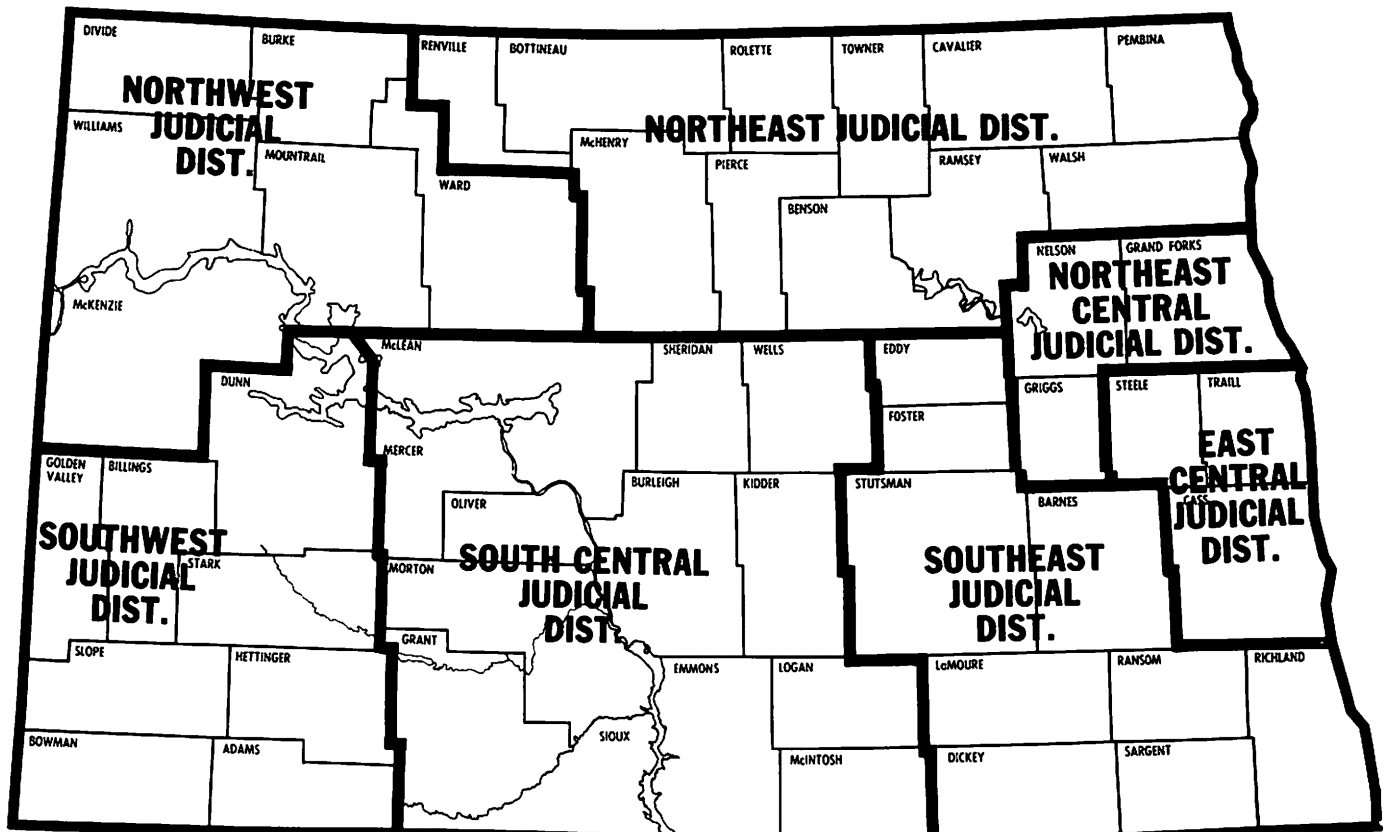 DIVIDE
BURKE
RENVILLE
BOTTINEAU
ROLETTE
TOWNER
CAVALIER
PEMBINA
NORTHWEST
JUDICIAL
DIST.
WILLIAMS
MOUNTRAIL
WARD
McHENRY
NORTHEAST JUDICIAL DIST.
PIERCE
RAMSEY
WALSH
BENSON
NELSON
GRAND FORKS
NORTHEAST
CENTRAL
JUDICIAL DIST.
McKENZIE
McLEAN
SHERIDAN
WELLS
EDDY
DUNN
FOSTER
GRIGGS
STEELE
TRAILL
MERCER
EAST
CENTRAL
CASS
JUDICIAL
DIST.
GOLDEN
VALLEY
BILLINGS
OLIVER
BURLEIGH
KIDDER
STUTSMAN
BARNES
SOUTHWEST
JUDICIAL
DIST.
STARK
MORTON
SOUTH CENTRAL
JUDICIAL
DIST.
SOUTHEAST
JUDICIAL
DIST.
GRANT
SLOPE
HETTINGER
EMMONS
LOGAN
LaMOURE
RANSOM
RICHLAND
BOWMAN
ADAMS
SIOUX
McINTOSH
DICKEY
SARGENT